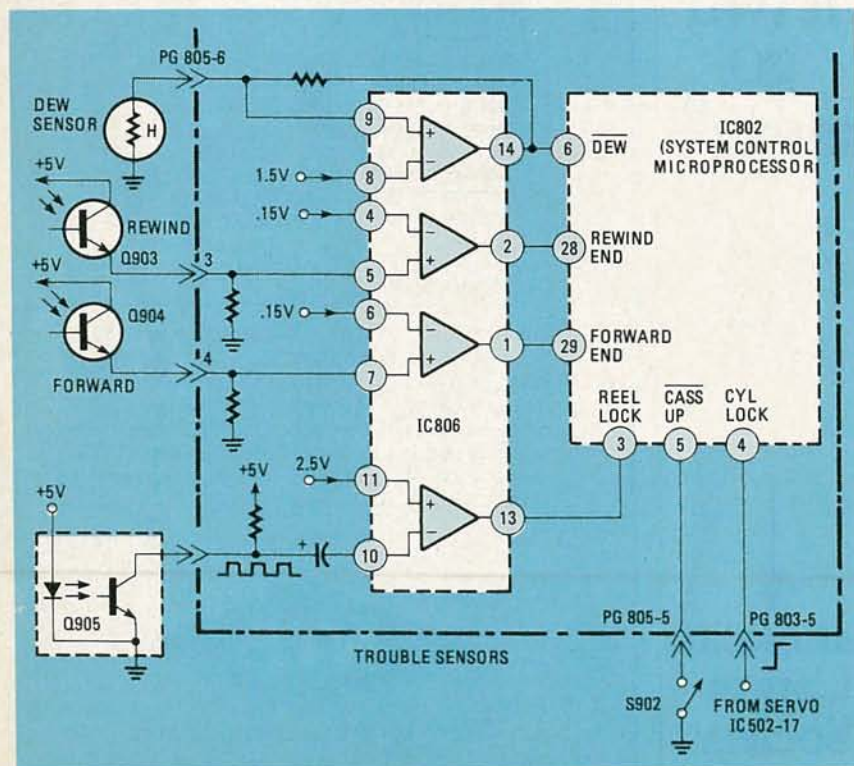 PG 805-6
DEW
SENSOR
H
+5V
REWIND
Q903
3
+5V
Q904
4
FORWARD
+5V
Q905
9
+
−
14
8
1.5V
4
.15V
−
+
2
5
6
.15V
−
+
1
7
IC806
+5V
2.5V
11
+
−
13
+
10
6
DEW
IC802
(SYSTEM CONTROL
MICROPROCESSOR
28
REWIND
END
29
FORWARD
END
REEL
LOCK
CASS
UP
CYL
LOCK
3
5
4
PG 805-5
PG 803-5
TROUBLE SENSORS
S902
FROM SERVO
IC502-17